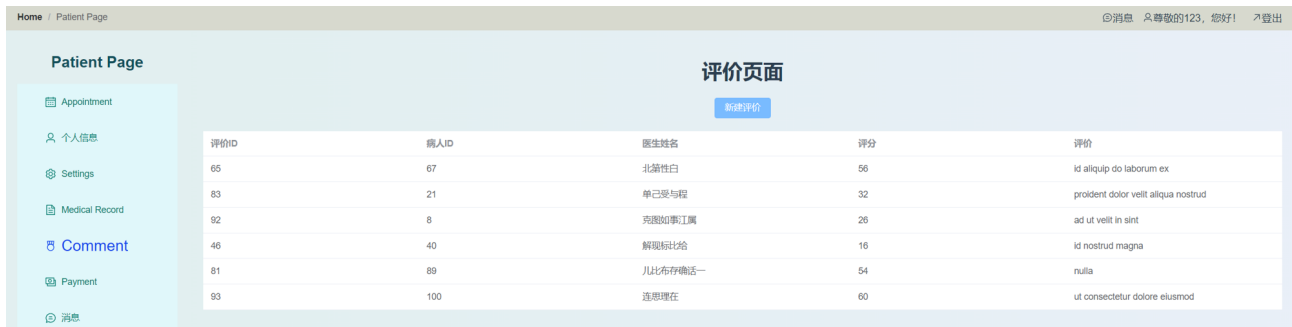 Home / Patient Page
消息 尊敬的123，您好！ 登出
Patient Page
Appointment
个人信息
Settings
Medical Record
Comment
Payment
消息
评价页面
新建评价
评价ID 病人ID 医生姓名 评分 评价
65 67 北第性白 56 id aliquip do laborum ex
83 21 单己受与程 32 proident dolor velit aliqua nostrud
92 8 克图如事江属 26 ad ut velit in sint
46 40 解现标比给 16 id nostrud magna
81 89 儿比布存确活一 54 nulla
93 100 连思理在 60 ut consectetur dolore eiusmod